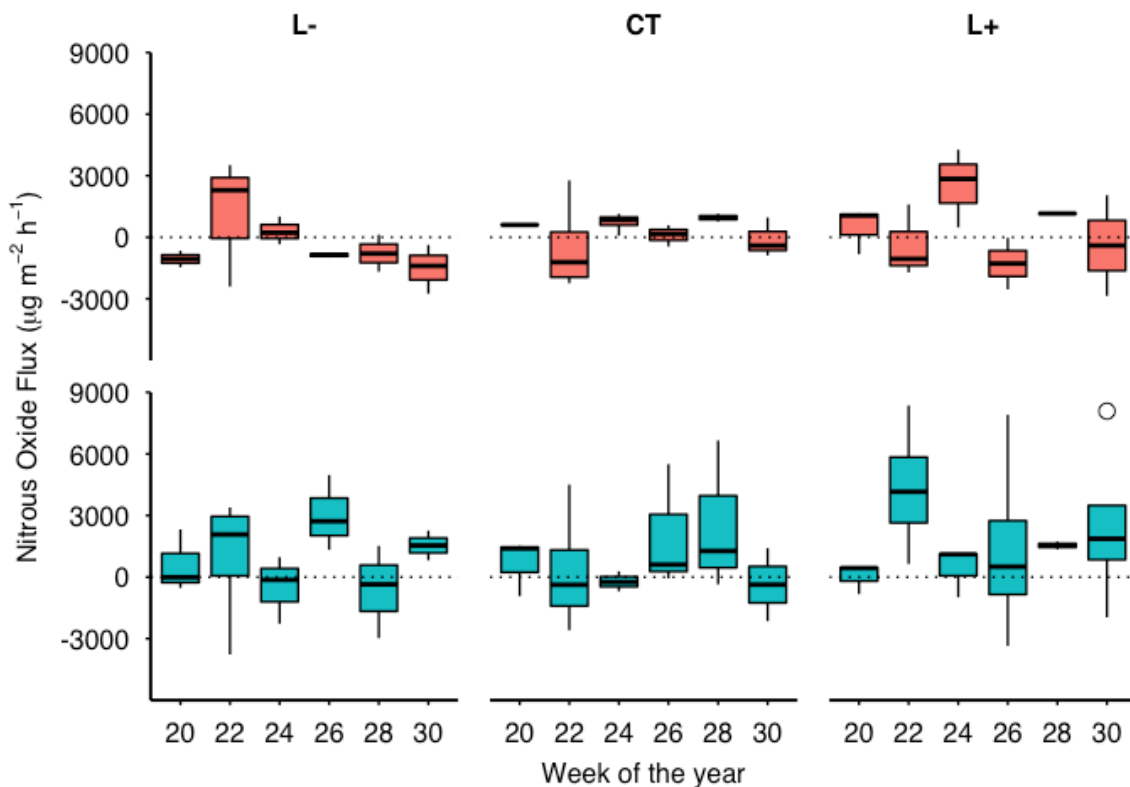 L- CT L+
9000
6000
3000
0
-3000
9000
6000
3000
0
-3000
Nitrous Oxide Flux (μg m⁻² h⁻¹)
20 22 24 26 28 30 20 22 24 26 28 30 20 22 24 26 28 30
Week of the year